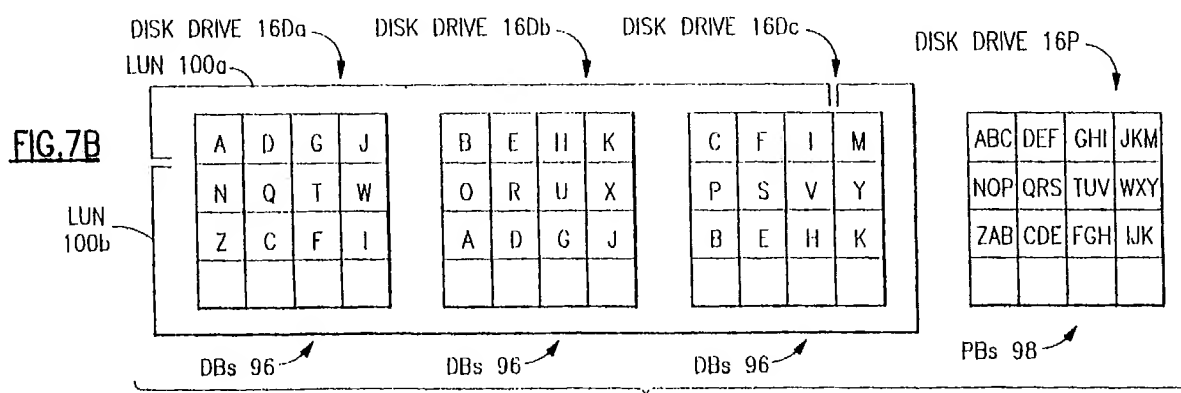 DISK DRIVE 16Da
DISK DRIVE 16Db
DISK DRIVE 16Dc
DISK DRIVE 16P
LUN 100a
FIG.7B
LUN
100b
A D G J
N Q T W
Z C F I
B E H K
O R U X
A D G J
C F I M
P S V Y
B E H K
ABC DEF GHI JKM
NOP QRS TUV WXY
ZAB CDE FGH IJK
DBs 96
DBs 96
DBs 96
PBs 98